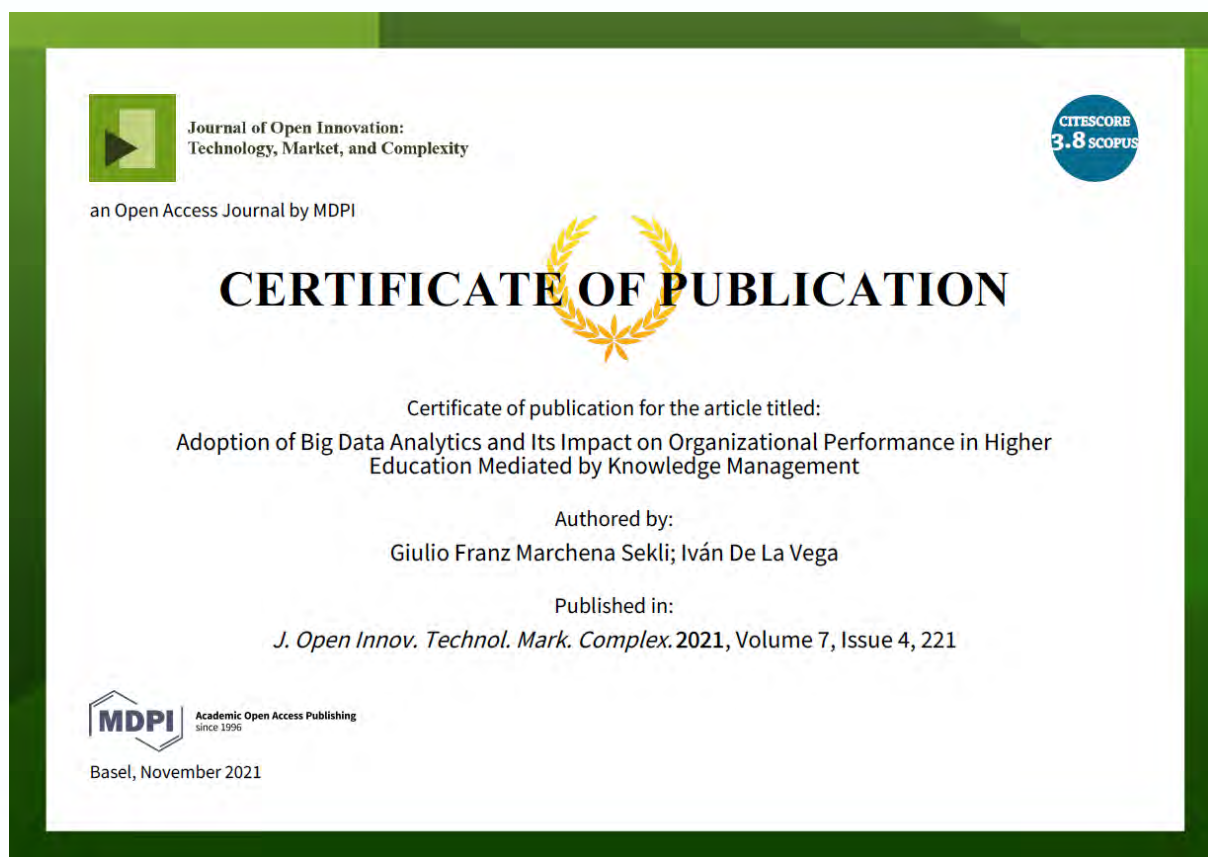 Journal of Open Innovation:
Technology, Market, and Complexity
CITESCORE
3.8 SCOPUS
an Open Access Journal by MDPI
CERTIFICATE OF PUBLICATION
Certificate of publication for the article titled:
Adoption of Big Data Analytics and Its Impact on Organizational Performance in Higher
Education Mediated by Knowledge Management
Authored by:
Giulio Franz Marchena Sekli; Iván De La Vega
Published in:
J. Open Innov. Technol. Mark. Complex. 2021, Volume 7, Issue 4, 221
MDPI
Academic Open Access Publishing
since 1996
Basel, November 2021